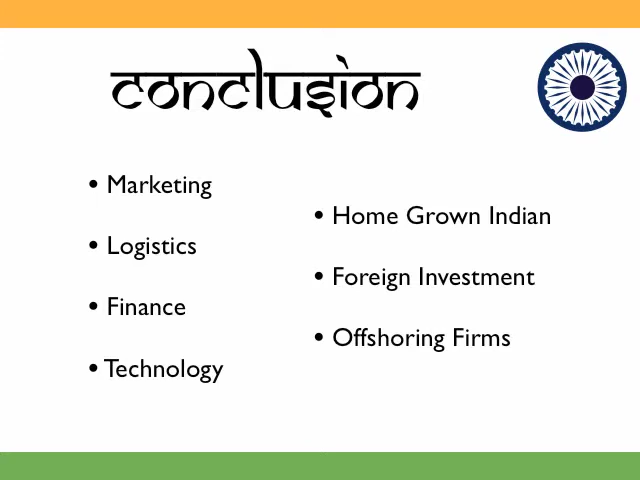 conclusion
• Marketing
• Logistics
• Finance
• Technology
• Home Grown Indian
• Foreign Investment
• Offshoring Firms